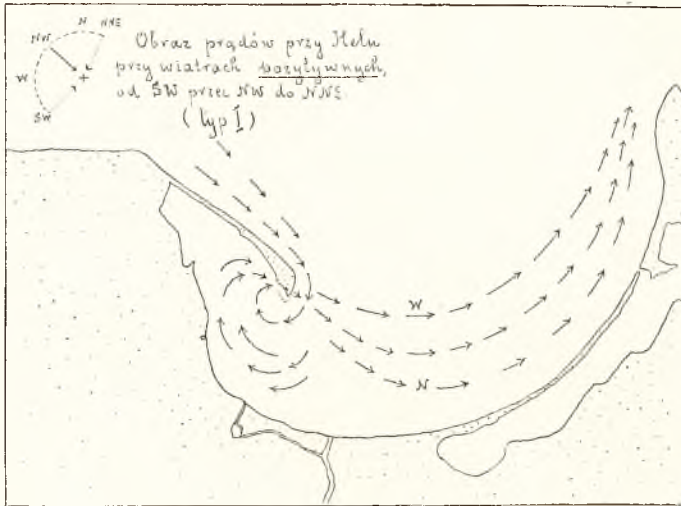 N NNE
NW
W
SW
Obraz prądów przy Helu
przy wiatrach pozytywnych,
od SW przez NW do NNE.
(typ I)
W
N